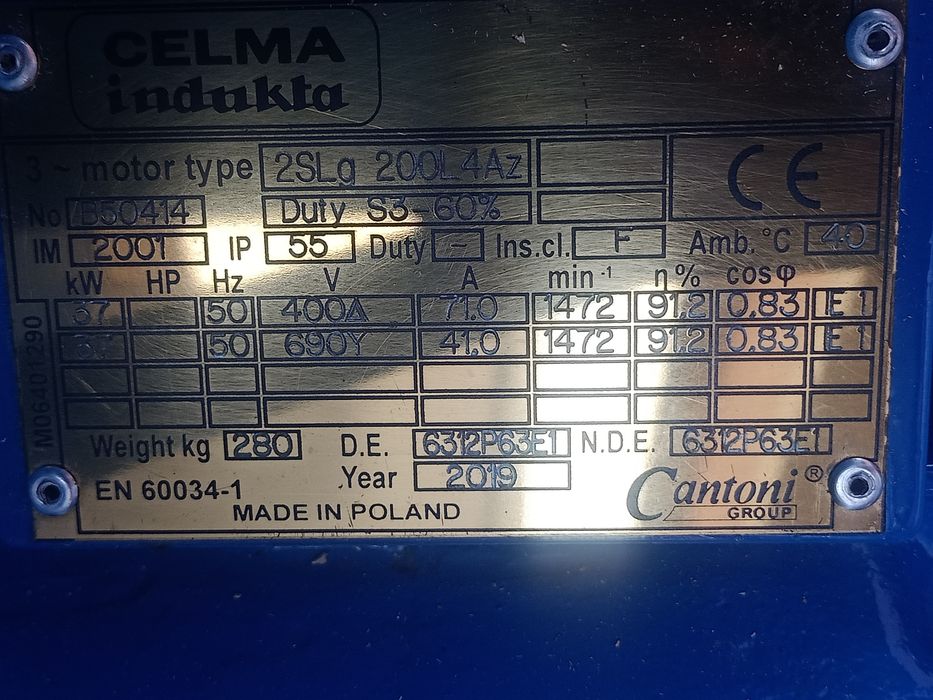 CELMA
indukta
3 ~ motor type 2SLg 200L4Az
No B50414 Duty S3-60%
IM 2001 IP 55 Duty - Ins.cl. F Amb. °C 40
kW HP Hz V A min⁻¹ η% cosφ
37 50 400Δ 71.0 1472 91.2 0.83 E1
37 50 690Y 41.0 1472 91.2 0.83 E1
M06401290
Weight kg 280 D.E. 6312P63E1 N.D.E. 6312P63E1
EN 60034-1 Year 2019 Cantoni®
GROUP
MADE IN POLAND
CE